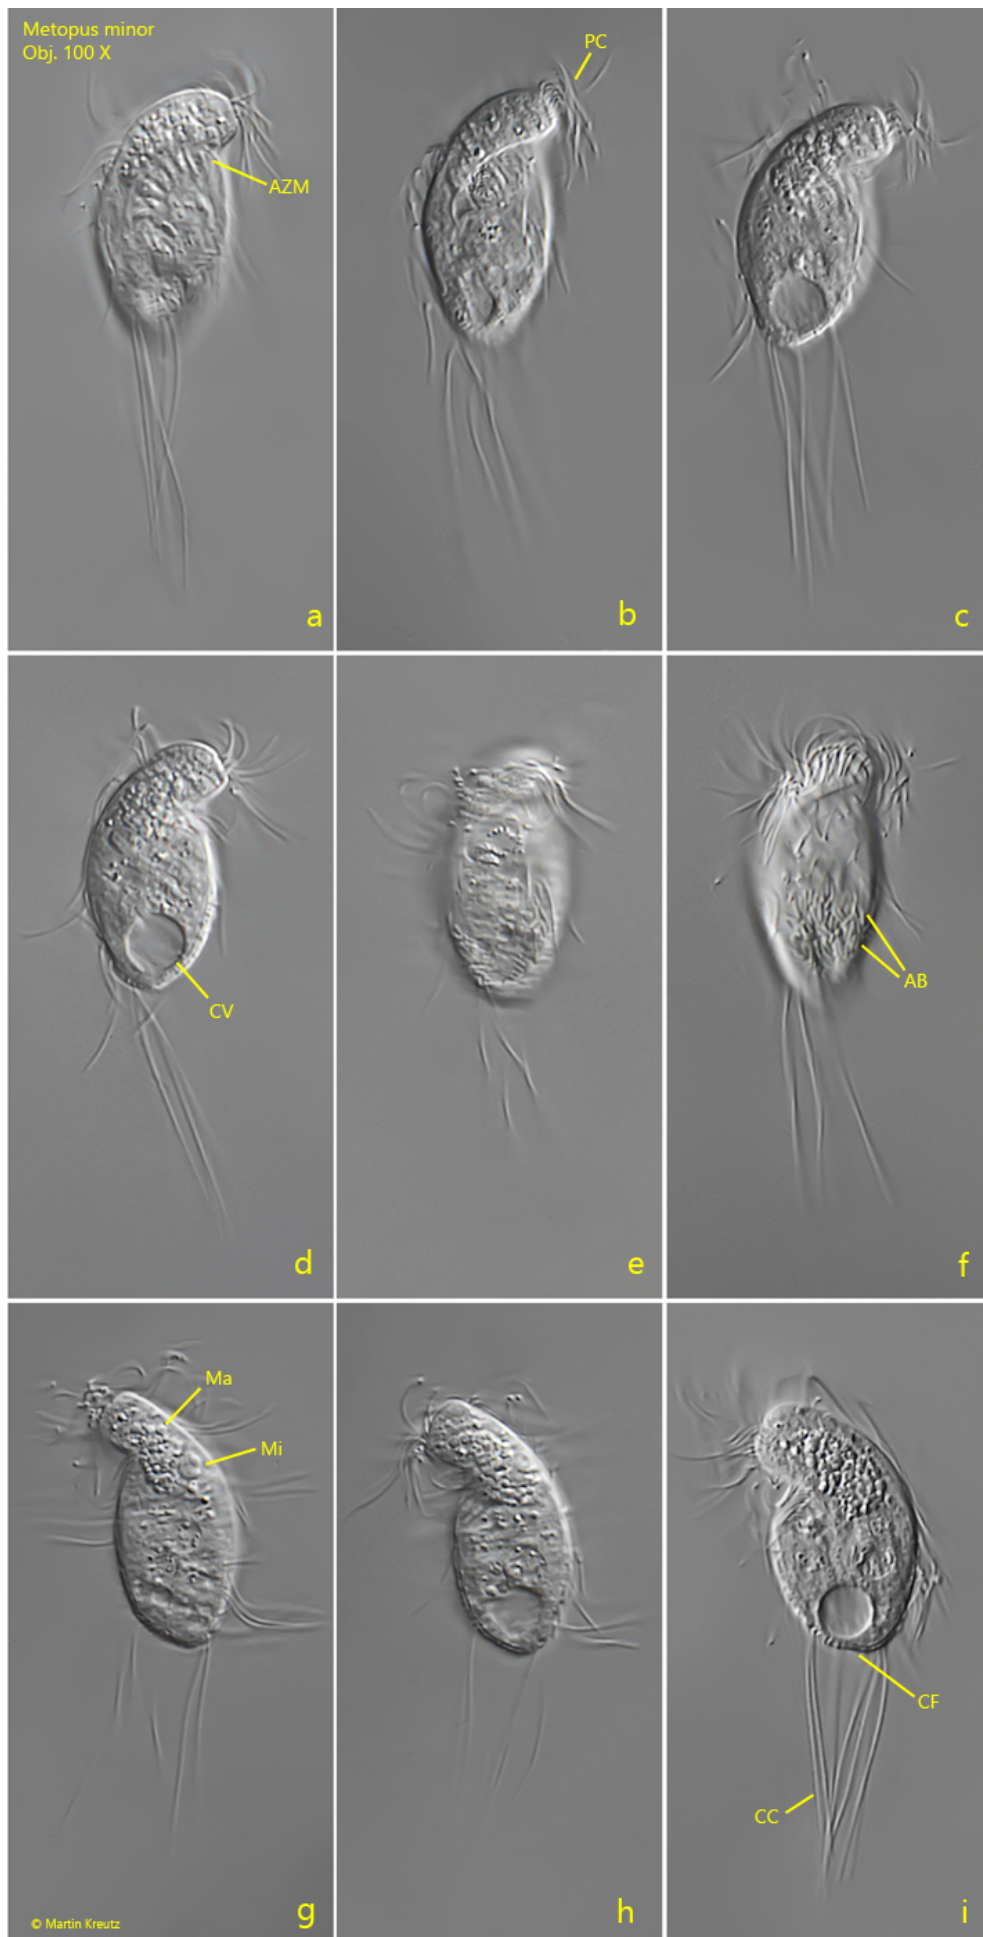 Metopus minor
Obj. 100 X
AZM
a
PC
b
c
CV
d
e
AB
f
Ma
Mi
© Martin Kreutz
g
h
CF
CC
i